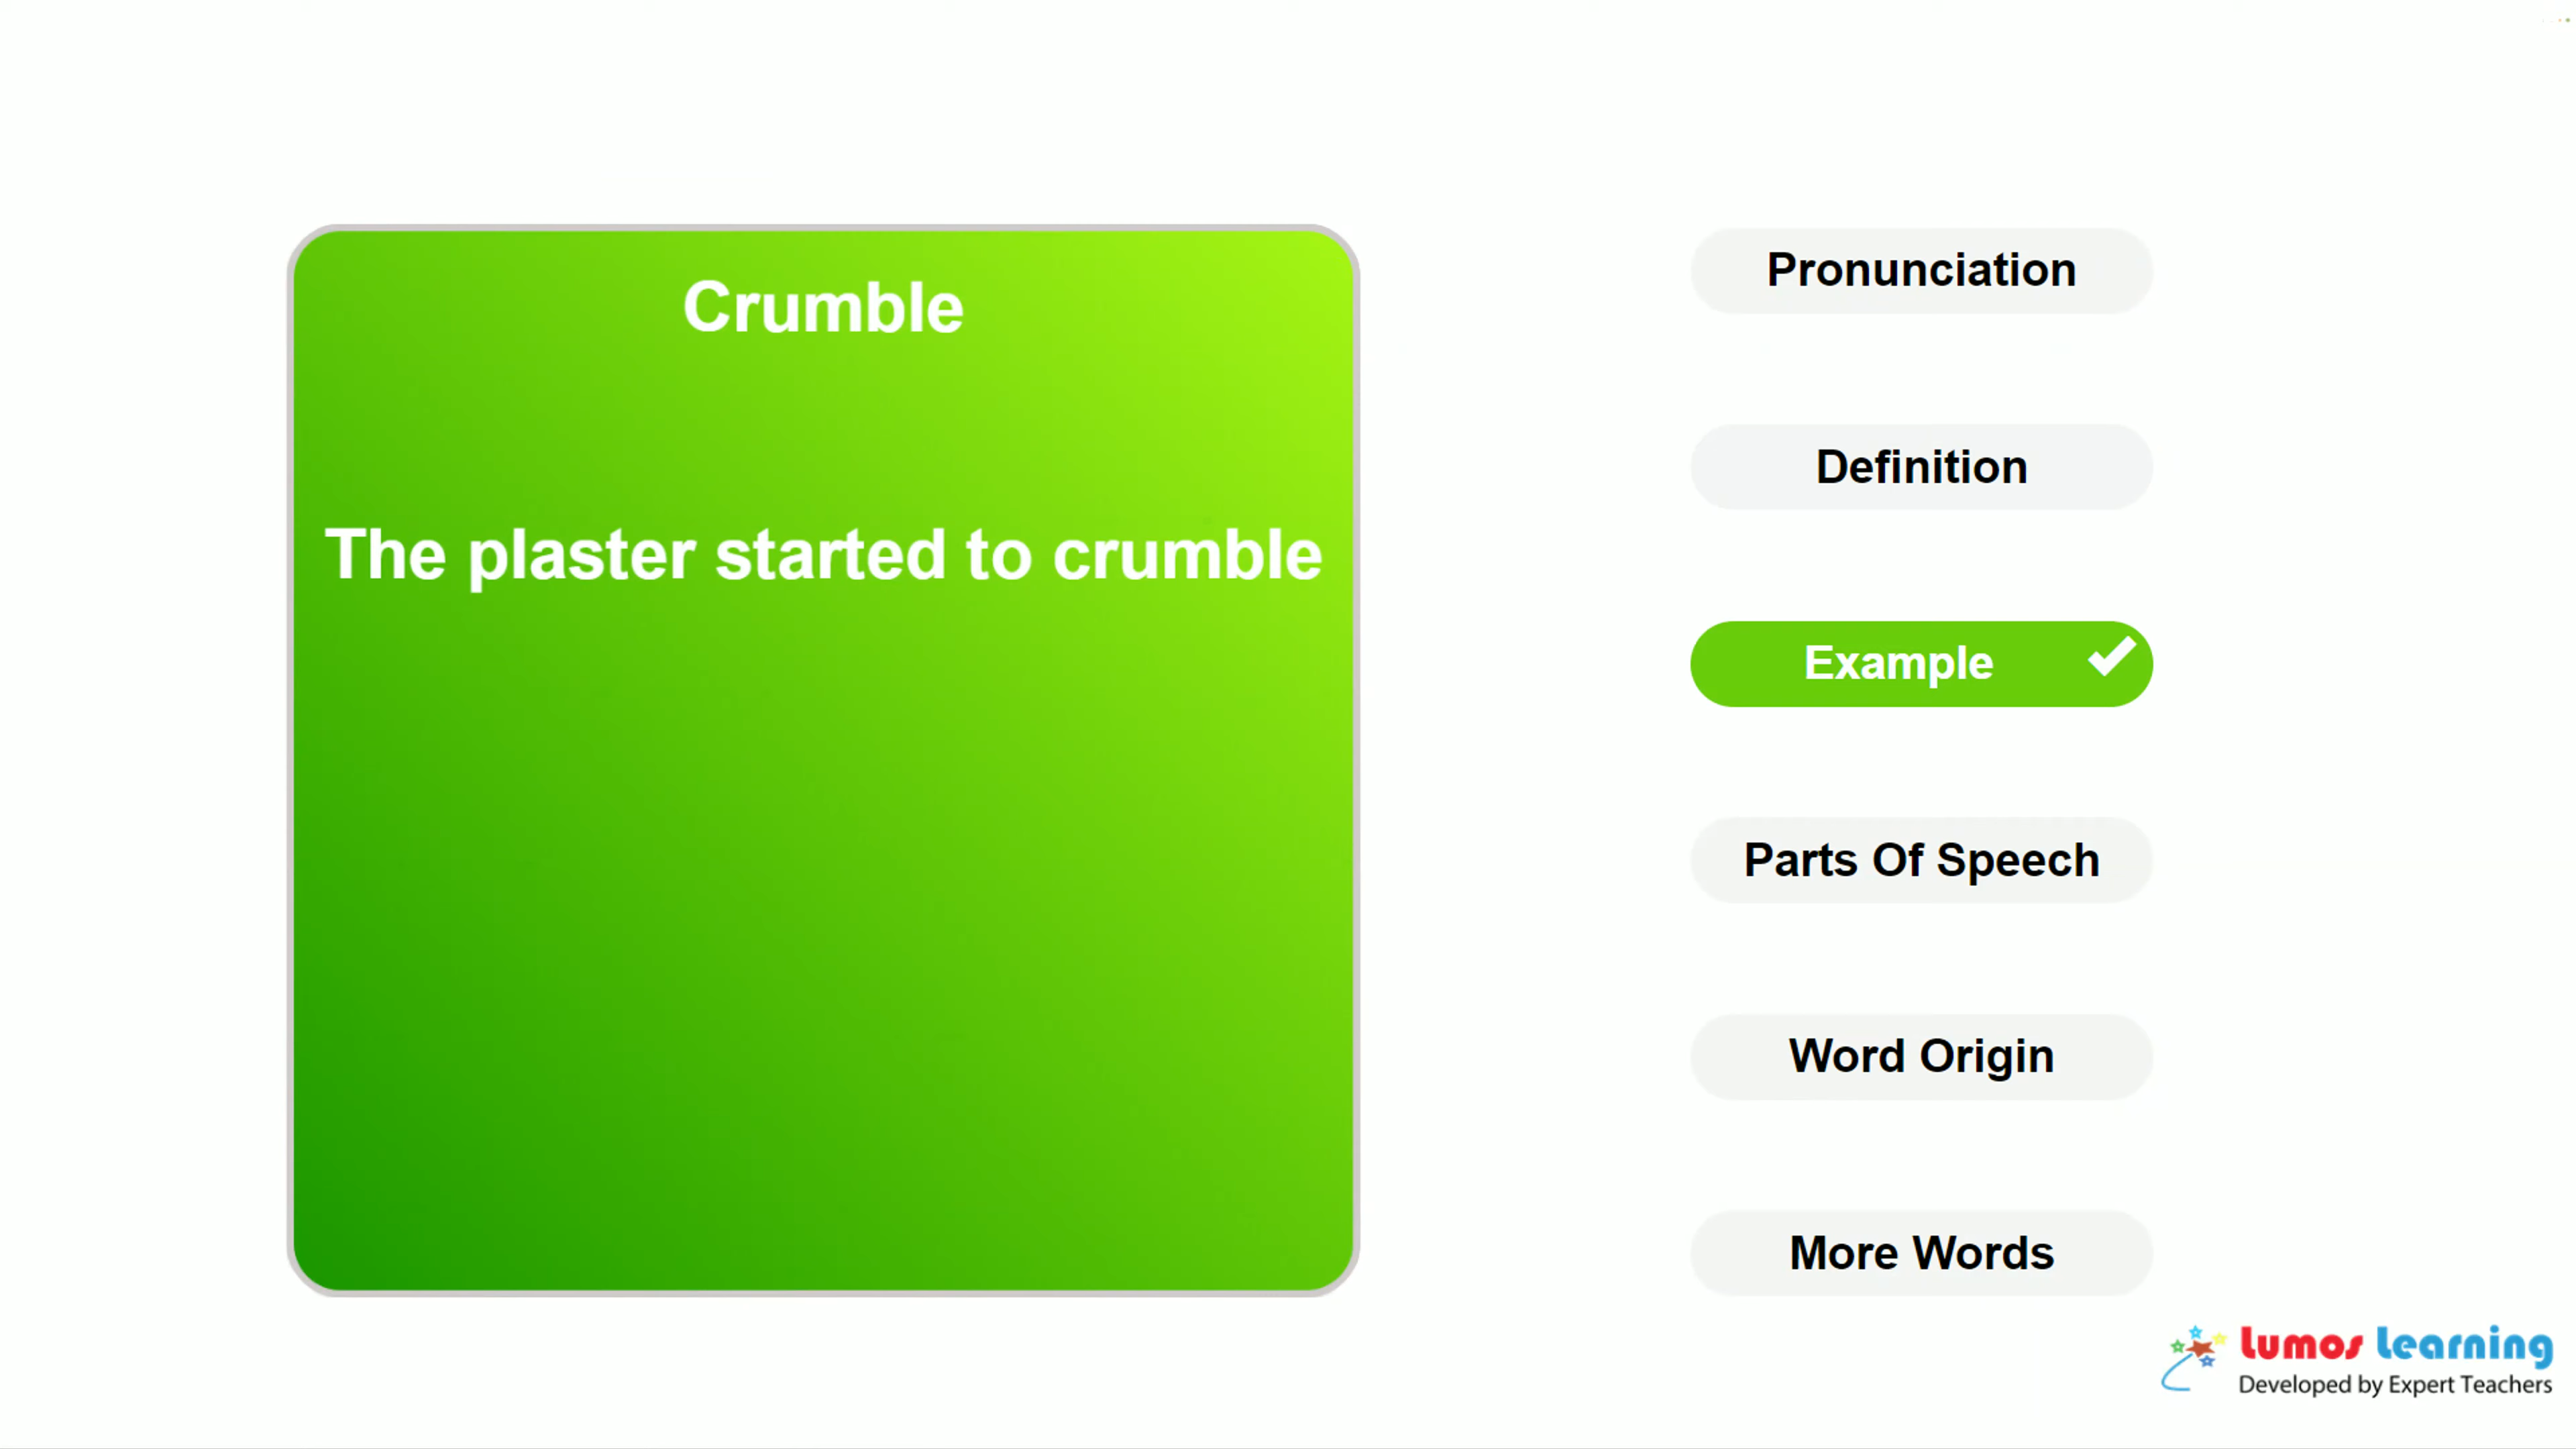 Crumble
The plaster started to crumble
Pronunciation
Definition
Example
Parts Of Speech
Word Origin
More Words
Lumos Learning
Developed by Expert Teachers